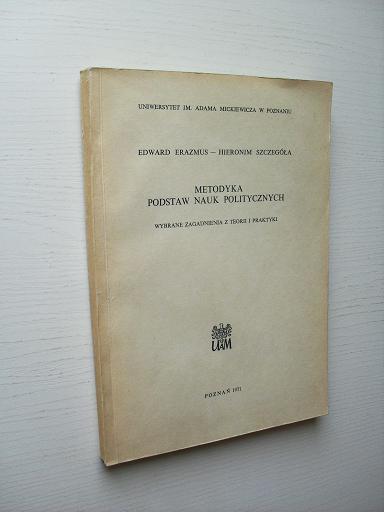 UNIWERSYTET IM. ADAMA MICKIEWICZA W POZNANIU
EDWARD ERAZMUS — HIERONIM SZCZEGÓŁA
METODYKA
PODSTAW NAUK POLITYCZNYCH
WYBRANE ZAGADNIENIA Z TEORII I PRAKTYKI
UAM
POZNAŃ 1971